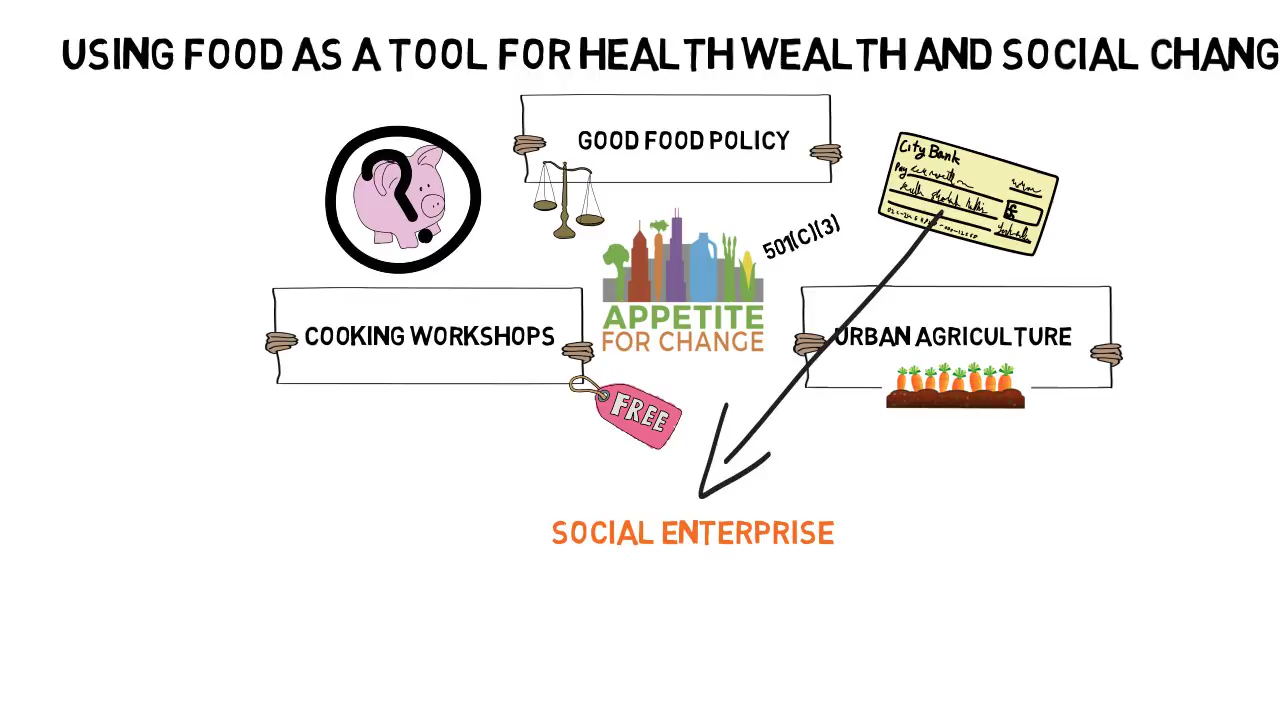 USING FOOD AS A TOOL FOR HEALTH WEALTH AND SOCIAL CHANG
GOOD FOOD POLICY
City Bank
Pay
501(C)(3)
APPETITE
FOR CHANGE
COOKING WORKSHOPS
URBAN AGRICULTURE
FREE
SOCIAL ENTERPRISE